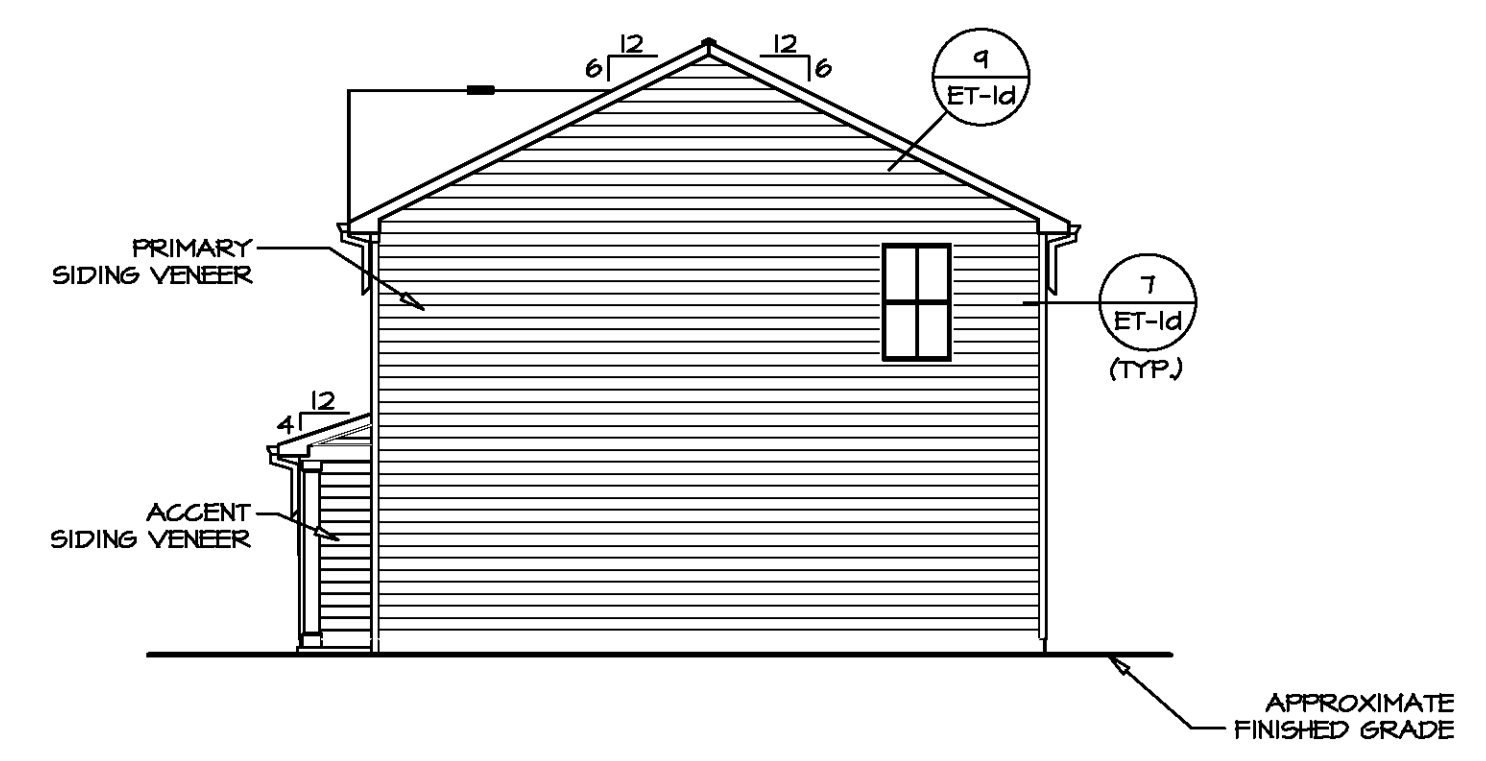 12
6
12
6
9
ET-1d
PRIMARY
SIDING VENEER
7
ET-1d
(TYP.)
12
4
ACCENT
SIDING VENEER
APPROXIMATE
FINISHED GRADE